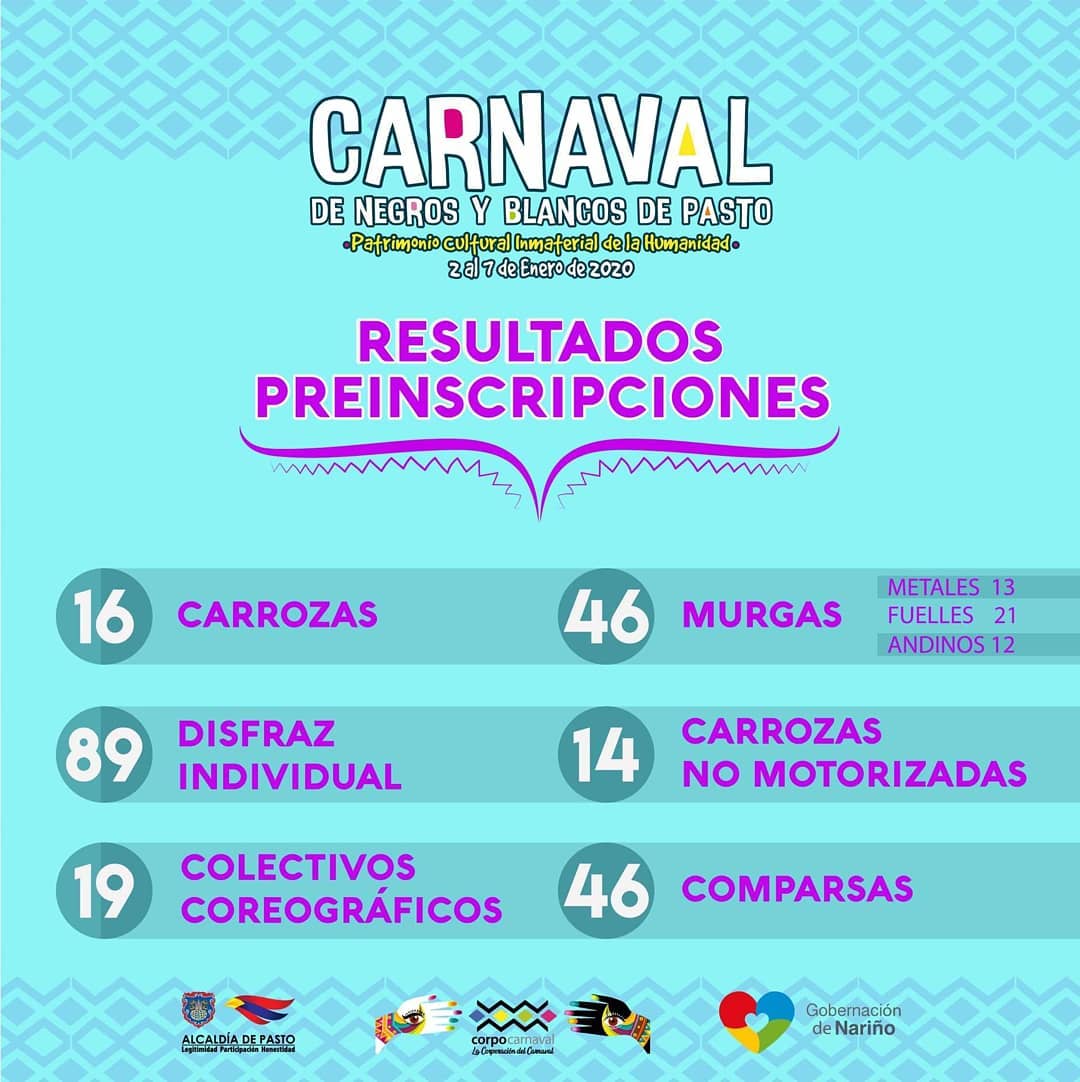 CARNAVAL
DE NEGROS Y BLANCOS DE PASTO
•Patrimonio Cultural Inmaterial de la Humanidad•
2 al 7 de Enero de 2020
RESULTADOS
PREINSCRIPCIONES
16 CARROZAS
46 MURGAS
METALES 13
FUELLES 21
ANDINOS 12
89 DISFRAZ
INDIVIDUAL
14 CARROZAS
NO MOTORIZADAS
19 COLECTIVOS
COREOGRÁFICOS
46 COMPARSAS
ALCALDÍA DE PASTO
Legitimidad Participación Honestidad
corpocarnaval
La Corporación del Carnaval
Gobernación
de Nariño